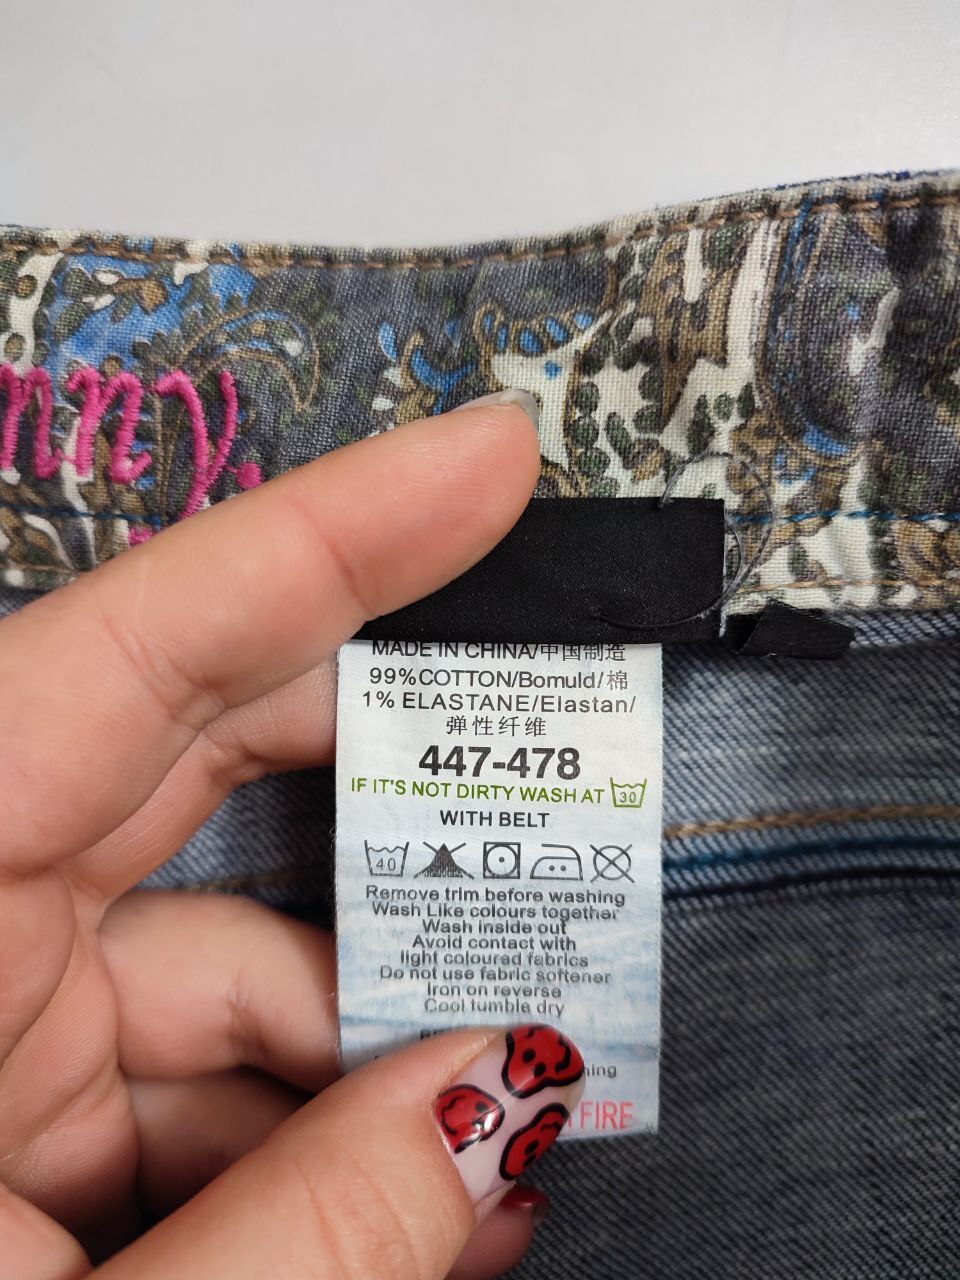 nny.
MADE IN CHINA/中国制造
99%COTTON/Bomuld/棉
1% ELASTANE/Elastan/
弹性纤维
447-478
IF IT'S NOT DIRTY WASH AT 30
WITH BELT
40
Remove trim before washing
Wash Like colours together
Wash inside out
Avoid contact with
light coloured fabrics
Do not use fabric softener
Iron on reverse
Cool tumble dry
FIRE